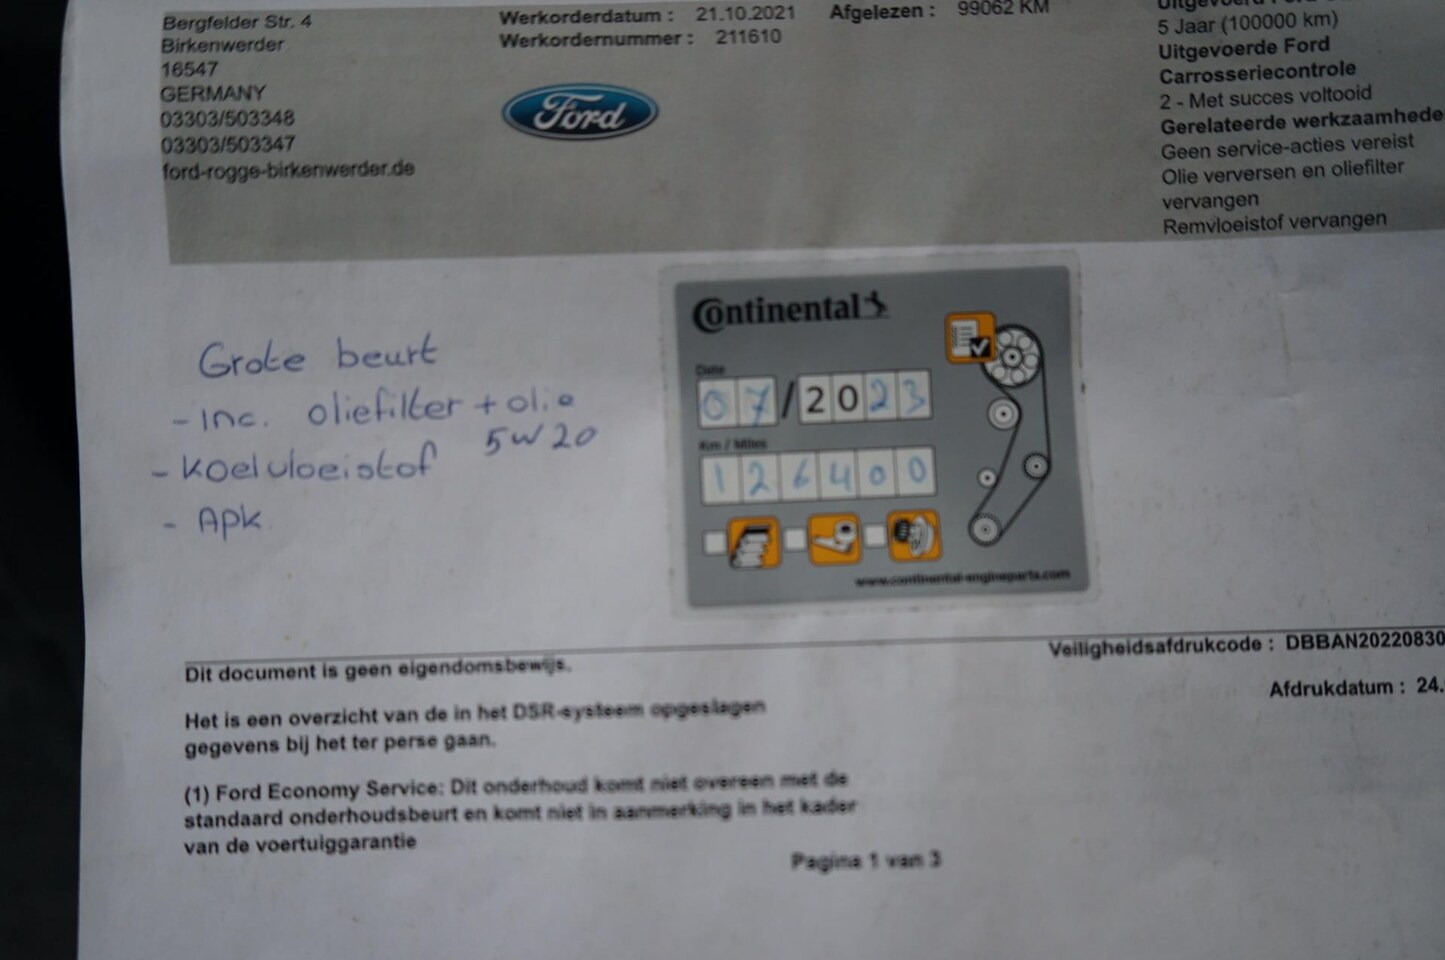 Bergfelder Str. 4
Birkenwerder
16547
GERMANY
03303/503348
03303/503347
ford-rogge-birkenwerder.de
Werkorderdatum : 21.10.2021 Afgelezen : 99062 KM
Werkordernummer : 211610
Ford
5 Jaar (100000 km)
Uitgevoerde Ford
Carrosseriecontrole
2 - Met succes voltooid
Gerelateerde werkzaamhede
Geen service-acties vereist
Olie verversen en oliefilter
vervangen
Remvloeistof vervangen
Grote beurt
- Inc. oliefilter + olie
5W20
- Koelvloeistof
- Apk
Continental
Date
07/2023
Km / Miles
126400
www.continental-engineparts.com
Dit document is geen eigendomsbewijs.
Veiligheidsafdrukcode : DBBAN20220830
Afdrukdatum : 24.
Het is een overzicht van de in het DSR-systeem opgeslagen
gegevens bij het ter perse gaan.
(1) Ford Economy Service: Dit onderhoud komt niet overeen met de
standaard onderhoudsbeurt en komt niet in aanmerking in het kader
van de voertuiggarantie
Pagina 1 van 3